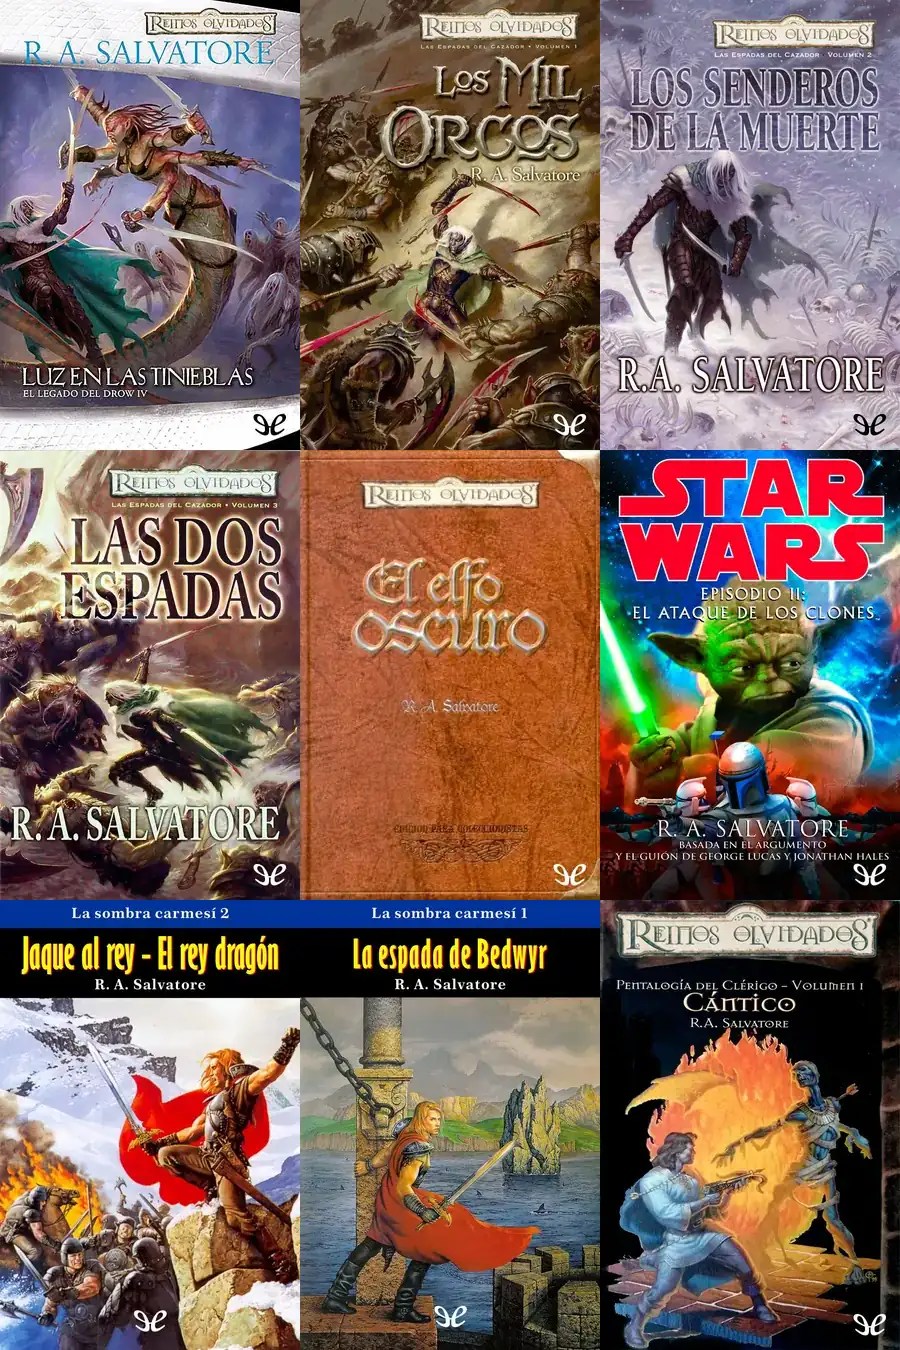 REINOS OLVIDADOS
R. A. SALVATORE
LUZ EN LAS TINIEBLAS
EL LEGADO DEL DROW IV
REINOS OLVIDADOS
LAS ESPADAS DEL CAZADOR • VOLUMEN 1
LOS MIL
ORCOS
R. A. Salvatore
REINOS OLVIDADOS
LAS ESPADAS DEL CAZADOR VOLUMEN 2
LOS SENDEROS
DE LA MUERTE
R.A. SALVATORE
REINOS OLVIDADOS
LAS ESPADAS DEL CAZADOR • VOLUMEN 3
LAS DOS
ESPADAS
R. A. SALVATORE
REINOS OLVIDADOS
El elfo
oscuro
R. A. Salvatore
EDICION PARA COLECCIONISTAS
STAR
WARS
EPISODIO II:
EL ATAQUE DE LOS CLONES
R. A. SALVATORE
BASADA EN EL ARGUMENTO
Y EL GUIÓN DE GEORGE LUCAS Y JONATHAN HALES
La sombra carmesí 2
Jaque al rey – El rey dragón
R. A. Salvatore
La sombra carmesí 1
La espada de Bedwyr
R. A. Salvatore
REINOS OLVIDADOS
PENTALOGÍA DEL CLÉRIGO – VOLUMEN 1
CÁNTICO
R.A. SALVATORE